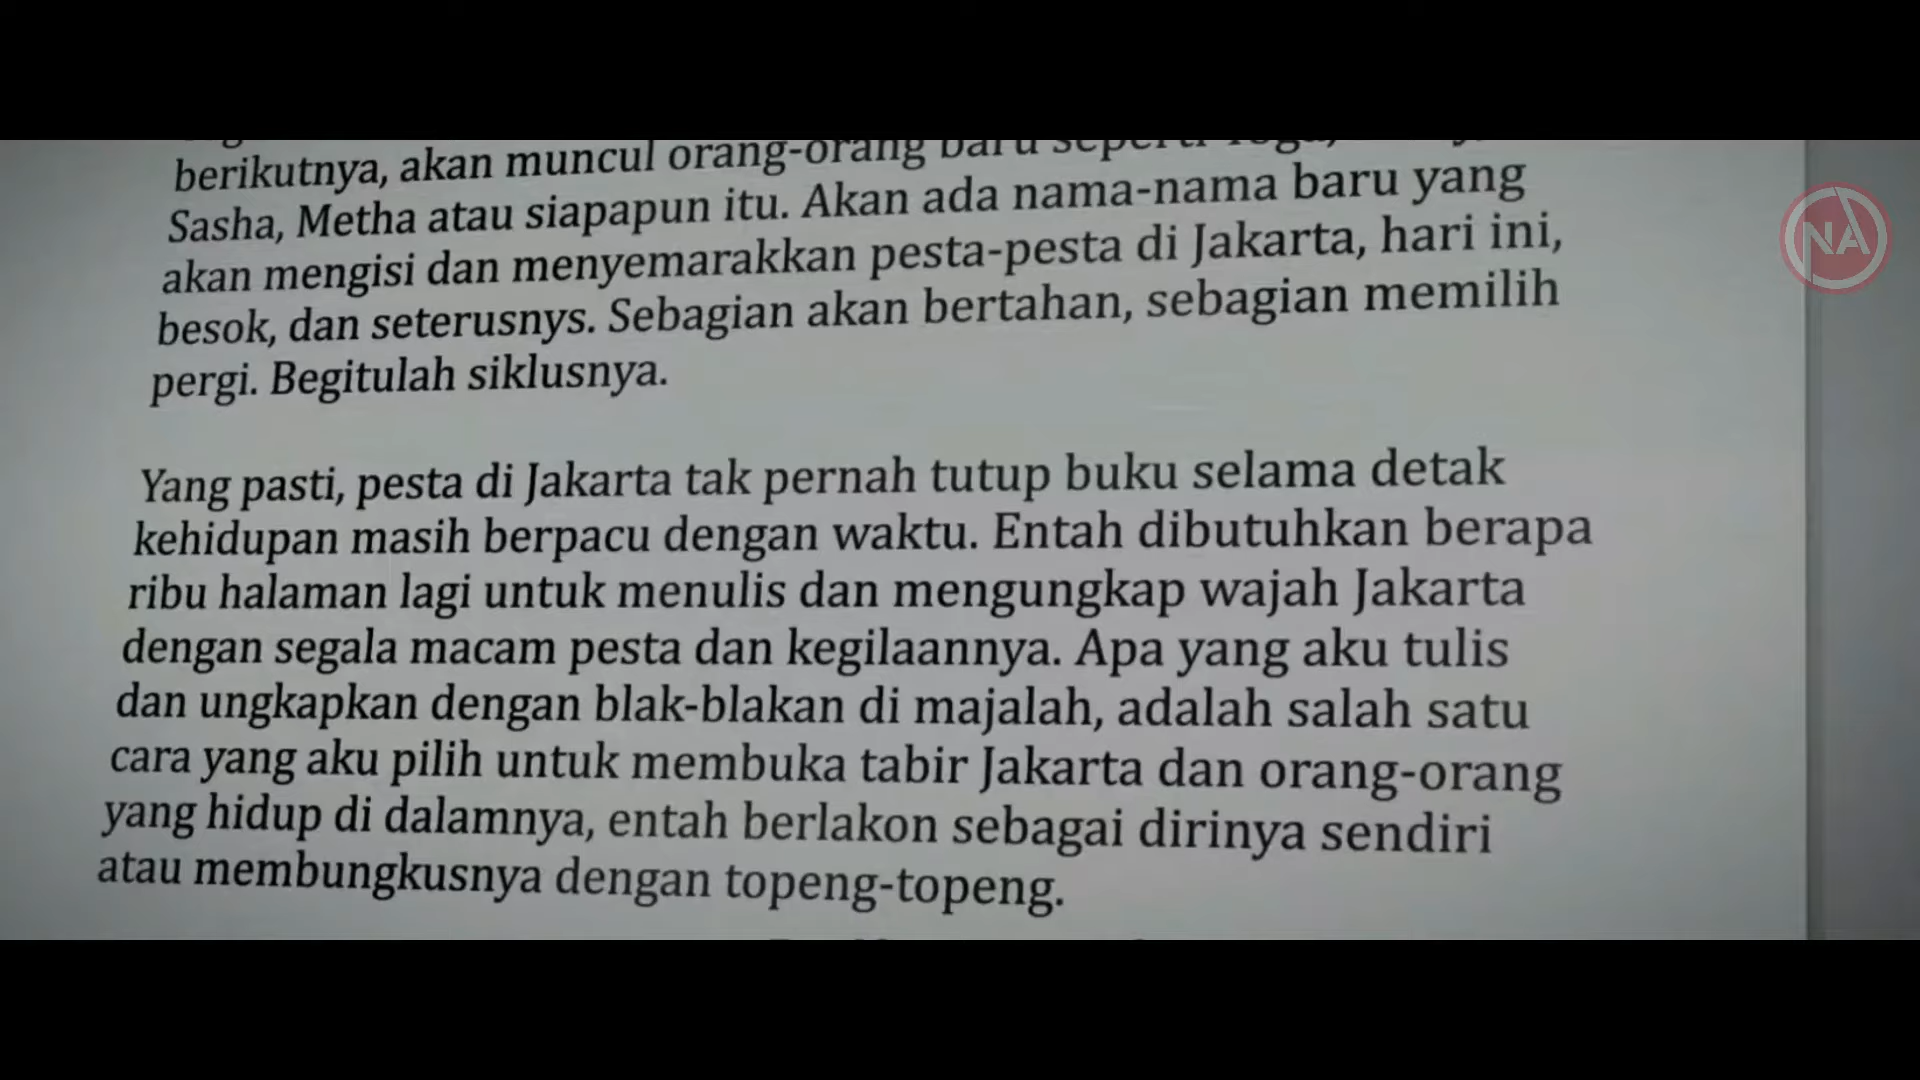 berikutnya, akan muncul orang-orang baru seperti
Sasha, Metha atau siapapun itu. Akan ada nama-nama baru yang
akan mengisi dan menyemarakkan pesta-pesta di Jakarta, hari ini,
besok, dan seterusnys. Sebagian akan bertahan, sebagian memilih
pergi. Begitulah siklusnya.
Yang pasti, pesta di Jakarta tak pernah tutup buku selama detak
kehidupan masih berpacu dengan waktu. Entah dibutuhkan berapa
ribu halaman lagi untuk menulis dan mengungkap wajah Jakarta
dengan segala macam pesta dan kegilaannya. Apa yang aku tulis
dan ungkapkan dengan blak-blakan di majalah, adalah salah satu
cara yang aku pilih untuk membuka tabir Jakarta dan orang-orang
yang hidup di dalamnya, entah berlakon sebagai dirinya sendiri
atau membungkusnya dengan topeng-topeng.
NA